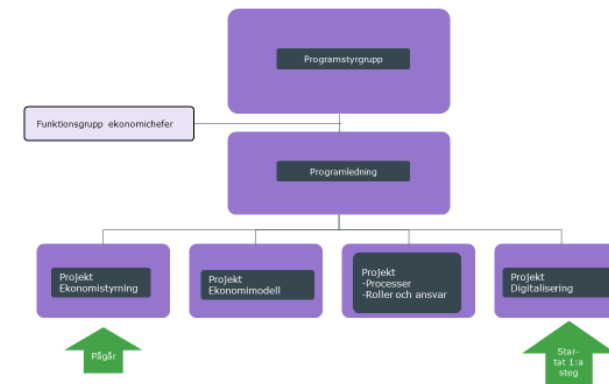 Programstyrgrupp
Funktionsgrupp ekonomichefer
Programledning
Projekt
Ekonomistyrning
Projekt
Ekonomimodell
Projekt
-Processer
-Roller och ansvar
Projekt
Digitalisering
Pågår
Star-
tat 1:a
steg